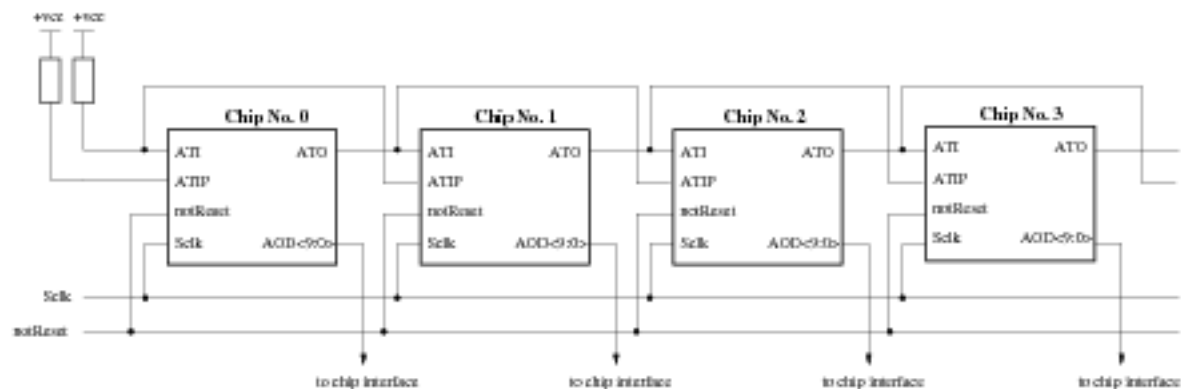 +vcc +vcc
Chip No. 0 Chip No. 1 Chip No. 2 Chip No. 3
ATI ATO ATI ATO ATI ATO ATI ATO
ATIP ATIP ATIP ATIP
notReset notReset notReset notReset
Sclk AOD<9:0> Sclk AOD<9:0> Sclk AOD<9:0> Sclk AOD<9:0>
Sclk
notReset
to chip interface to chip interface to chip interface to chip interface